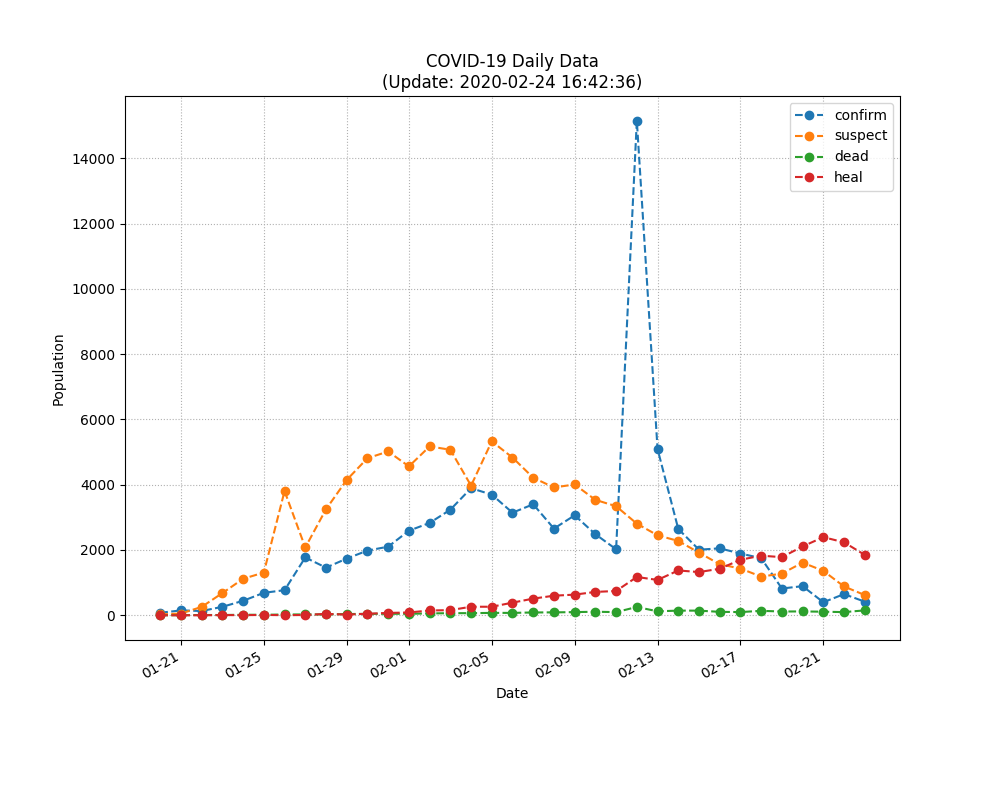 COVID-19 Daily Data
(Update: 2020-02-24 16:42:36)
confirm
suspect
dead
heal
14000
12000
10000
8000
6000
4000
2000
0
Population
01-21
01-25
01-29
02-01
02-05
02-09
02-13
02-17
02-21
Date